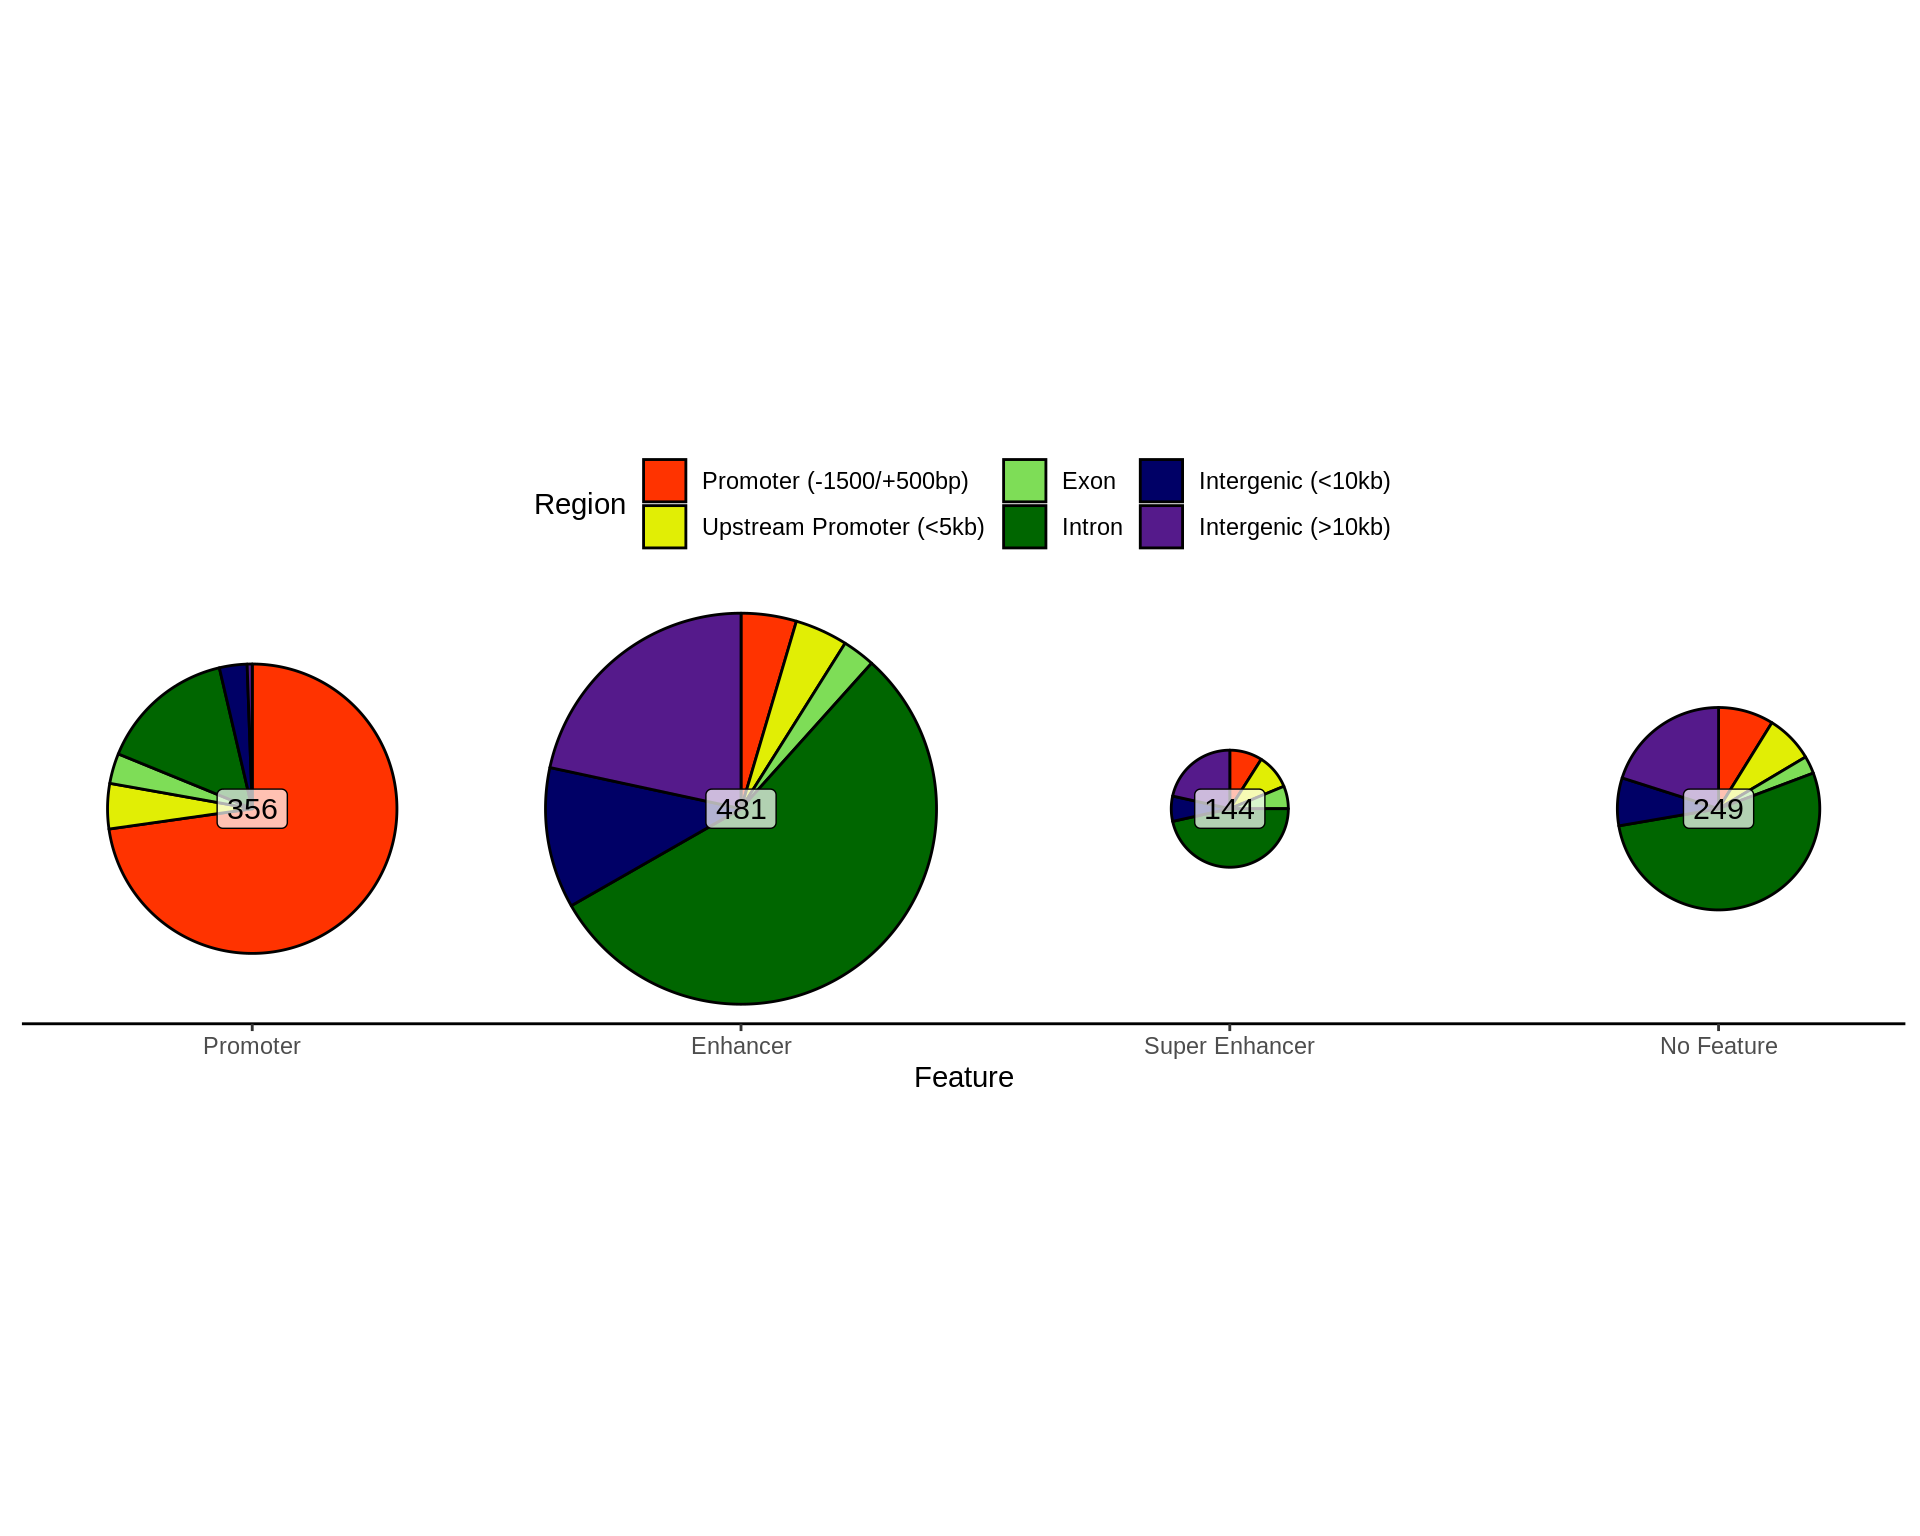 Region
Promoter (-1500/+500bp)
Exon
Intergenic (<10kb)
Upstream Promoter (<5kb)
Intron
Intergenic (>10kb)
356
481
144
249
Promoter
Enhancer
Super Enhancer
No Feature
Feature